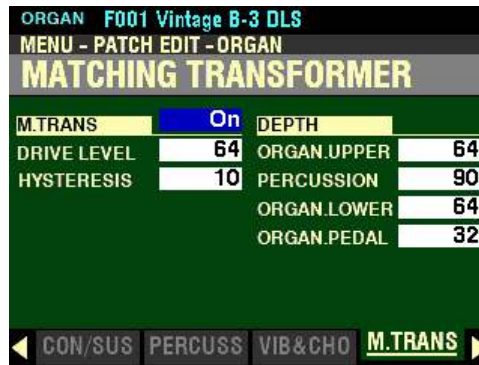 ORGAN F001 Vintage B-3 DLS
MENU - PATCH EDIT - ORGAN
MATCHING TRANSFORMER
M.TRANS On DEPTH
DRIVE LEVEL 64 ORGAN.UPPER 64
HYSTERESIS 10 PERCUSSION 90
ORGAN.LOWER 64
ORGAN.PEDAL 32
CON/SUS PERCUSS VIB&CHO M.TRANS